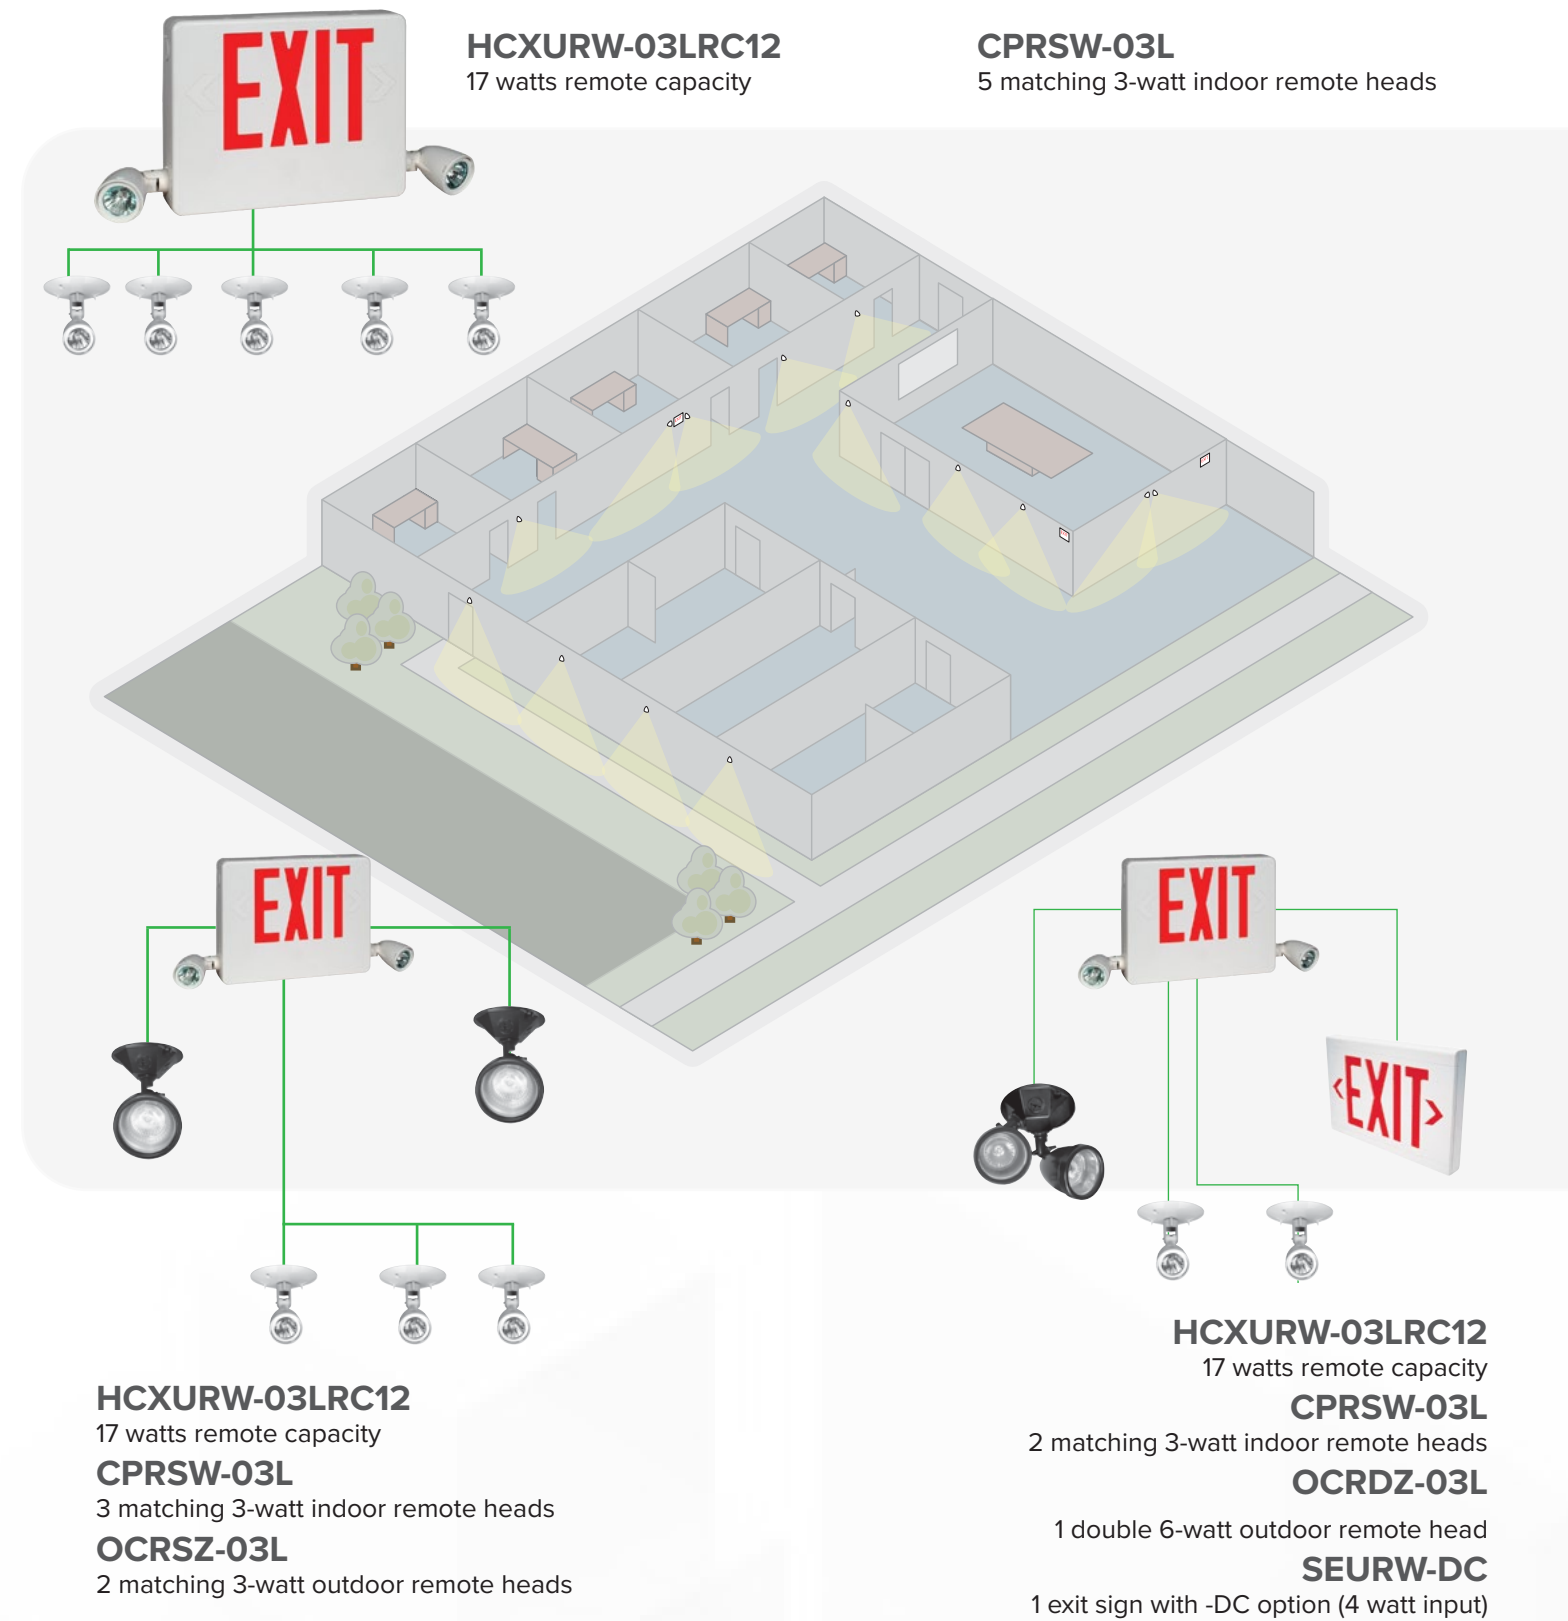 EXIT
HCXURW-03LRC12
17 watts remote capacity
CPRSW-03L
5 matching 3-watt indoor remote heads
EXIT
HCXURW-03LRC12
17 watts remote capacity
CPRSW-03L
3 matching 3-watt indoor remote heads
OCRSZ-03L
2 matching 3-watt outdoor remote heads
EXIT
<EXIT>
HCXURW-03LRC12
17 watts remote capacity
CPRSW-03L
2 matching 3-watt indoor remote heads
OCRDZ-03L
1 double 6-watt outdoor remote head
SEURW-DC
1 exit sign with -DC option (4 watt input)